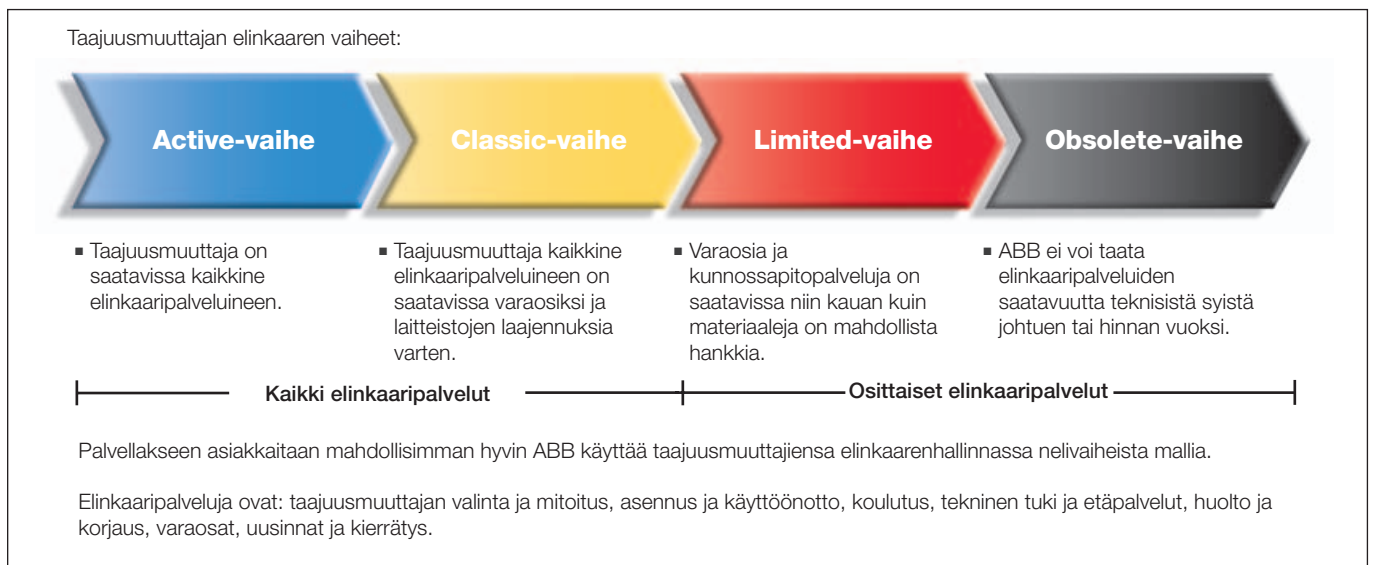 Taajuusmuuttajan elinkaaren vaiheet:
Active-vaihe
Classic-vaihe
Limited-vaihe
Obsolete-vaihe
▪ Taajuusmuuttaja on
saatavissa kaikkine
elinkaaripalveluineen.
▪ Taajuusmuuttaja kaikkine
elinkaaripalveluineen on
saatavissa varaosiksi ja
laitteistojen laajennuksia
varten.
▪ Varaosia ja
kunnossapitopalveluja on
saatavissa niin kauan kuin
materiaaleja on mahdollista
hankkia.
▪ ABB ei voi taata
elinkaaripalveluiden
saatavuutta teknisistä syistä
johtuen tai hinnan vuoksi.
Kaikki elinkaaripalvelut
Osittaiset elinkaaripalvelut
Palvellakseen asiakkaitaan mahdollisimman hyvin ABB käyttää taajuusmuuttajiensa elinkaarenhallinnassa nelivaiheista mallia.
Elinkaaripalveluja ovat: taajuusmuuttajan valinta ja mitoitus, asennus ja käyttöönotto, koulutus, tekninen tuki ja etäpalvelut, huolto ja
korjaus, varaosat, uusinnat ja kierrätys.